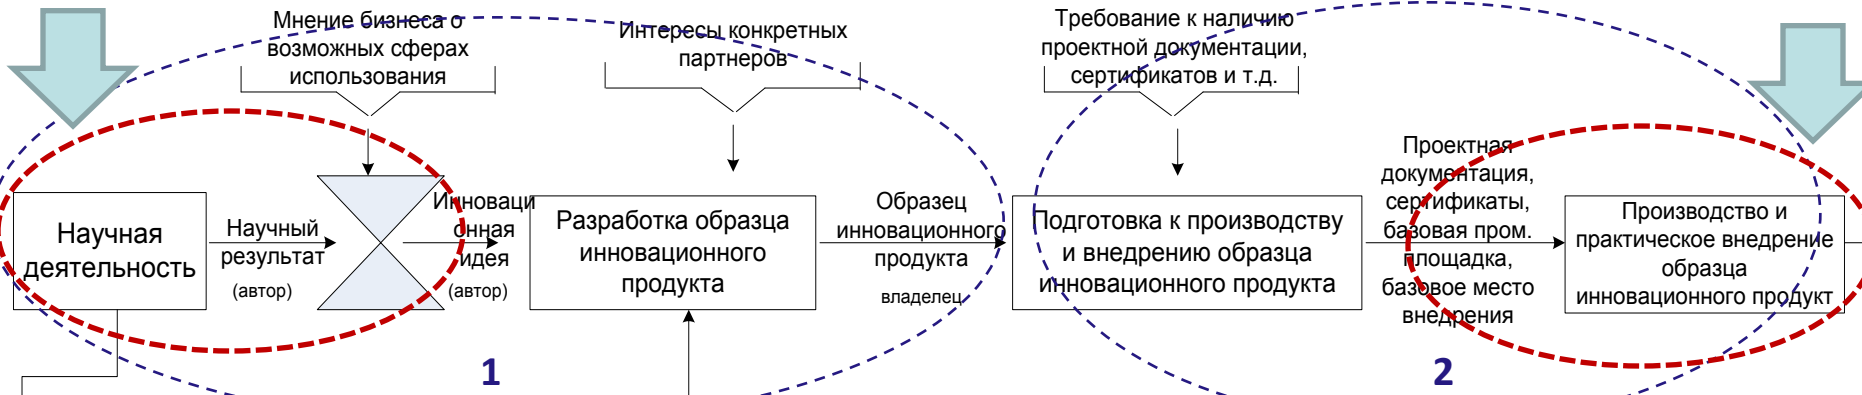 Мнение бизнеса о
возможных сферах
использования
Интересы конкретных
партнеров
Требование к наличию
проектной документации,
сертификатов и т.д.
Научная
деятельность
Научный
результат
(автор)
Инноваци
онная
идея
(автор)
Разработка образца
инновационного
продукта
Образец
инновационного
продукта
владелец
Подготовка к производству
и внедрению образца
инновационного продукта
Проектная
документация,
сертификаты,
базовая пром.
площадка,
базовое место
внедрения
Производство и
практическое внедрение
образца
инновационного продукт
1
2